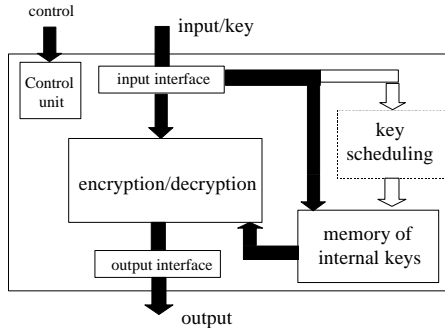 control
input/key
Control
unit
input interface
key
scheduling
encryption/decryption
memory of
internal keys
output interface
output